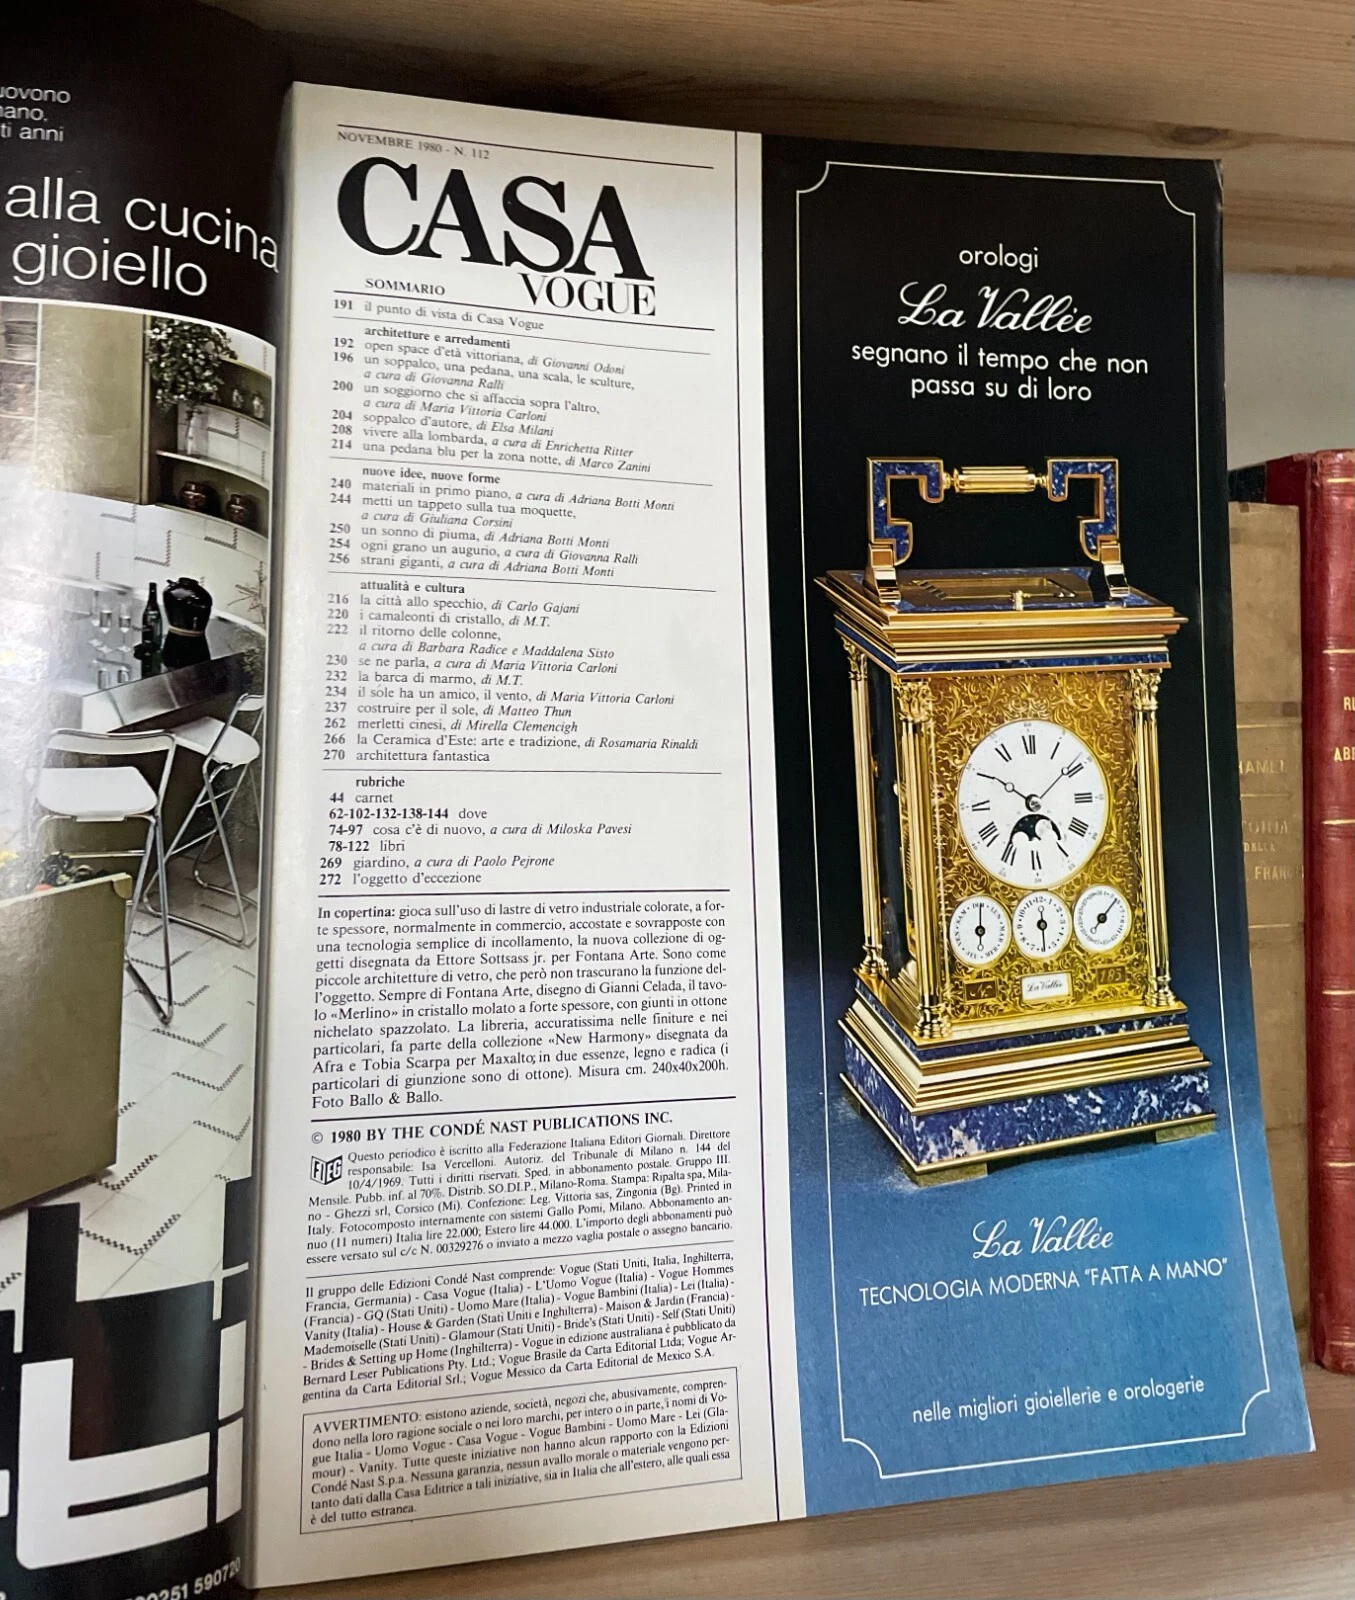 uovono
ano.
ti anni
alla cucina
gioiello
251 590720
NOVEMBRE 1980 - N. 112
CASA
VOGUE
SOMMARIO
191 il punto di vista di Casa Vogue
architetture e arredamenti
192 open space d'età vittoriana, di Giovanni Odoni
196 un soppalco, una pedana, una scala, le sculture,
a cura di Giovanna Ralli
200 un soggiorno che si affaccia sopra l'altro,
a cura di Maria Vittoria Carloni
204 soppalco d'autore, di Elsa Milani
208 vivere alla lombarda, a cura di Enrichetta Ritter
214 una pedana blu per la zona notte, di Marco Zanini
nuove idee, nuove forme
240 materiali in primo piano, a cura di Adriana Botti Monti
244 metti un tappeto sulla tua moquette,
a cura di Giuliana Corsini
250 un sonno di piuma, di Adriana Botti Monti
254 ogni grano un augurio, a cura di Giovanna Ralli
256 strani giganti, a cura di Adriana Botti Monti
attualità e cultura
216 la città allo specchio, di Carlo Gajani
220 i camaleonti di cristallo, di M.T.
222 il ritorno delle colonne,
a cura di Barbara Radice e Maddalena Sisto
230 se ne parla, a cura di Maria Vittoria Carloni
232 la barca di marmo, di M.T.
234 il sole ha un amico, il vento, di Maria Vittoria Carloni
237 costruire per il sole, di Matteo Thun
262 merletti cinesi, di Mirella Clemencigh
266 la Ceramica d'Este: arte e tradizione, di Rosamaria Rinaldi
270 architettura fantastica
rubriche
44 carnet
62-102-132-138-144 dove
74-97 cosa c'è di nuovo, a cura di Miloska Pavesi
78-122 libri
269 giardino, a cura di Paolo Pejrone
272 l'oggetto d'eccezione
In copertina: gioca sull'uso di lastre di vetro industriale colorate, a for-
te spessore, normalmente in commercio, accostate e sovrapposte con
una tecnologia semplice di incollamento, la nuova collezione di og-
getti disegnata da Ettore Sottsass jr. per Fontana Arte. Sono come
piccole architetture di vetro, che però non trascurano la funzione del-
l'oggetto. Sempre di Fontana Arte, disegno di Gianni Celada, il tavo-
lo «Merlino» in cristallo molato a forte spessore, con giunti in ottone
nichelato spazzolato. La libreria, accuratissima nelle finiture e nei
particolari, fa parte della collezione «New Harmony» disegnata da
Afra e Tobia Scarpa per Maxalto; in due essenze, legno e radica (i
particolari di giunzione sono di ottone). Misura cm. 240x40x200h.
Foto Ballo & Ballo.
© 1980 BY THE CONDÉ NAST PUBLICATIONS INC.
FIEG
Questo periodico è iscritto alla Federazione Italiana Editori Giornali. Direttore
responsabile: Isa Vercelloni. Autoriz. del Tribunale di Milano n. 144 del
10/4/1969. Tutti i diritti riservati. Sped. in abbonamento postale. Gruppo III.
Mensile. Pubb. inf. al 70%. Distrib. SO.DI.P., Milano-Roma. Stampa: Ripalta spa, Mila-
no - Ghezzi srl, Corsico (Mi). Confezione: Leg. Vittoria sas, Zingonia (Bg). Printed in
Italy. Fotocomposto internamente con sistemi Gallo Pomi, Milano. Abbonamento an-
nuo (11 numeri) Italia lire 22.000; Estero lire 44.000. L'importo degli abbonamenti può
essere versato sul c/c N. 00329276 o inviato a mezzo vaglia postale o assegno bancario.
Il gruppo delle Edizioni Condé Nast comprende: Vogue (Stati Uniti, Italia, Inghilterra,
Francia, Germania) - Casa Vogue (Italia) - L'Uomo Vogue (Italia) - Vogue Hommes
(Francia) - GQ (Stati Uniti) - Uomo Mare (Italia) - Vogue Bambini (Italia) - Lei (Italia) -
Vanity (Italia) - House & Garden (Stati Uniti e Inghilterra) - Maison & Jardin (Francia) -
Mademoiselle (Stati Uniti) - Glamour (Stati Uniti) - Bride's (Stati Uniti) - Self (Stati Uniti)
- Brides & Setting up Home (Inghilterra) - Vogue in edizione australiana è pubblicato da
Bernard Leser Publications Pty. Ltd.; Vogue Brasile da Carta Editorial Ltda; Vogue Ar-
gentina da Carta Editorial Srl.; Vogue Messico da Carta Editorial de Mexico S.A.
AVVERTIMENTO: esistono aziende, società, negozi che, abusivamente, compren-
dono nella loro ragione sociale o nei loro marchi, per intero o in parte, i nomi di Vo-
gue Italia - Uomo Vogue - Casa Vogue - Vogue Bambini - Uomo Mare - Lei (Gla-
mour) - Vanity. Tutte queste iniziative non hanno alcun rapporto con la Edizioni
Condé Nast S.p.a. Nessuna garanzia, nessun avallo morale o materiale vengono per-
tanto dati dalla Casa Editrice a tali iniziative, sia in Italia che all'estero, alle quali essa
è del tutto estranea.
orologi
La Vallée
segnano il tempo che non
passa su di loro
La Vallée
La Vallée
TECNOLOGIA MODERNA "FATTA A MANO"
nelle migliori gioiellerie e orologerie
DELLA
FRANC